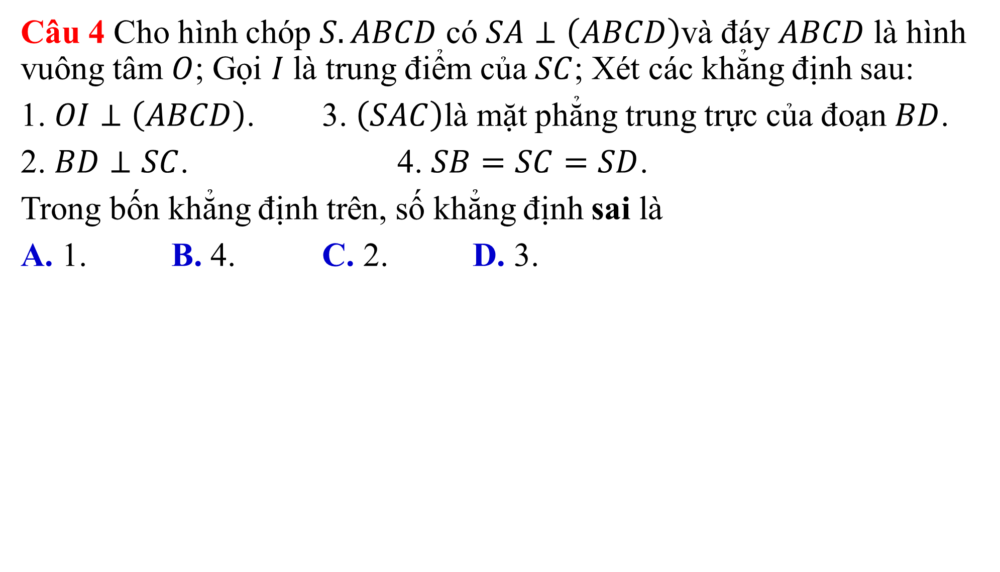 Câu 4 Cho hình chóp 𝑆. 𝐴𝐵𝐶𝐷 có 𝑆𝐴 ⊥ (𝐴𝐵𝐶𝐷)và đáy 𝐴𝐵𝐶𝐷 là hình
vuông tâm 𝑂; Gọi 𝐼 là trung điểm của 𝑆𝐶; Xét các khẳng định sau:
1. 𝑂𝐼 ⊥ (𝐴𝐵𝐶𝐷). 3. (𝑆𝐴𝐶)là mặt phẳng trung trực của đoạn 𝐵𝐷.
2. 𝐵𝐷 ⊥ 𝑆𝐶. 4. 𝑆𝐵 = 𝑆𝐶 = 𝑆𝐷.
Trong bốn khẳng định trên, số khẳng định sai là
A. 1. B. 4. C. 2. D. 3.